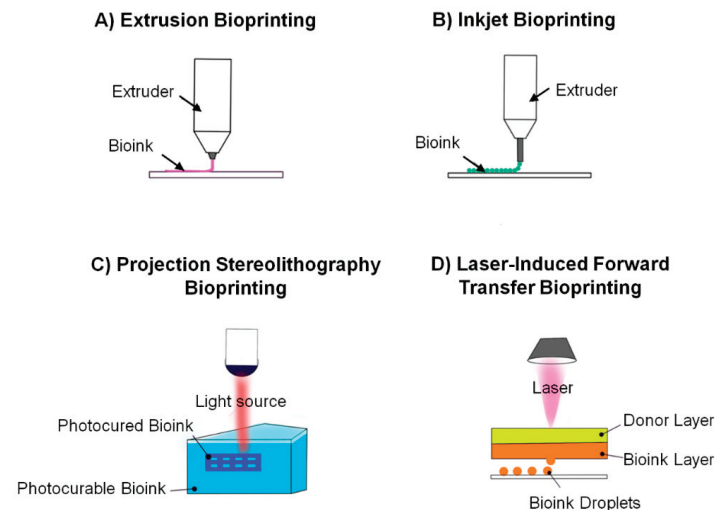 A) Extrusion Bioprinting
Extruder
Bioink
B) Inkjet Bioprinting
Extruder
Bioink
C) Projection Stereolithography
Bioprinting
Light source
Photocured Bioink
Photocurable Bioink
D) Laser-Induced Forward
Transfer Bioprinting
Laser
Donor Layer
Bioink Layer
Bioink Droplets